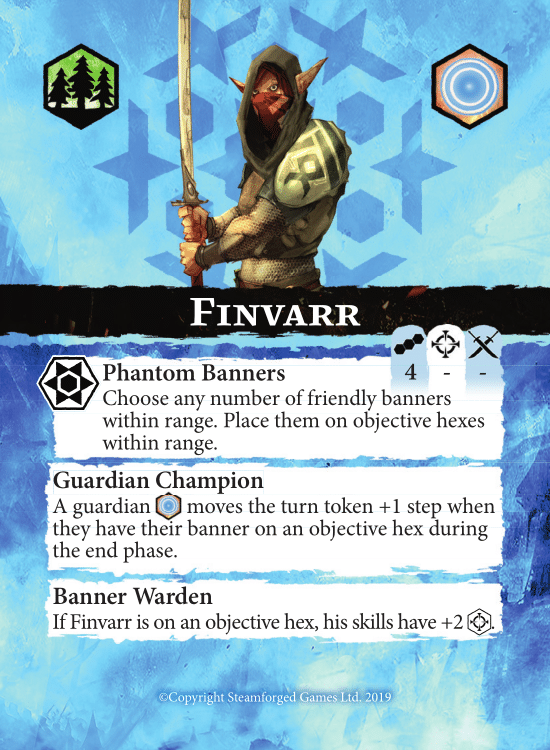 FINVARR
Phantom Banners
4 - -
Choose any number of friendly banners
within range. Place them on objective hexes
within range.
Guardian Champion
A guardian moves the turn token +1 step when
they have their banner on an objective hex during
the end phase.
Banner Warden
If Finvarr is on an objective hex, his skills have +2 .
©Copyright Steamforged Games Ltd. 2019